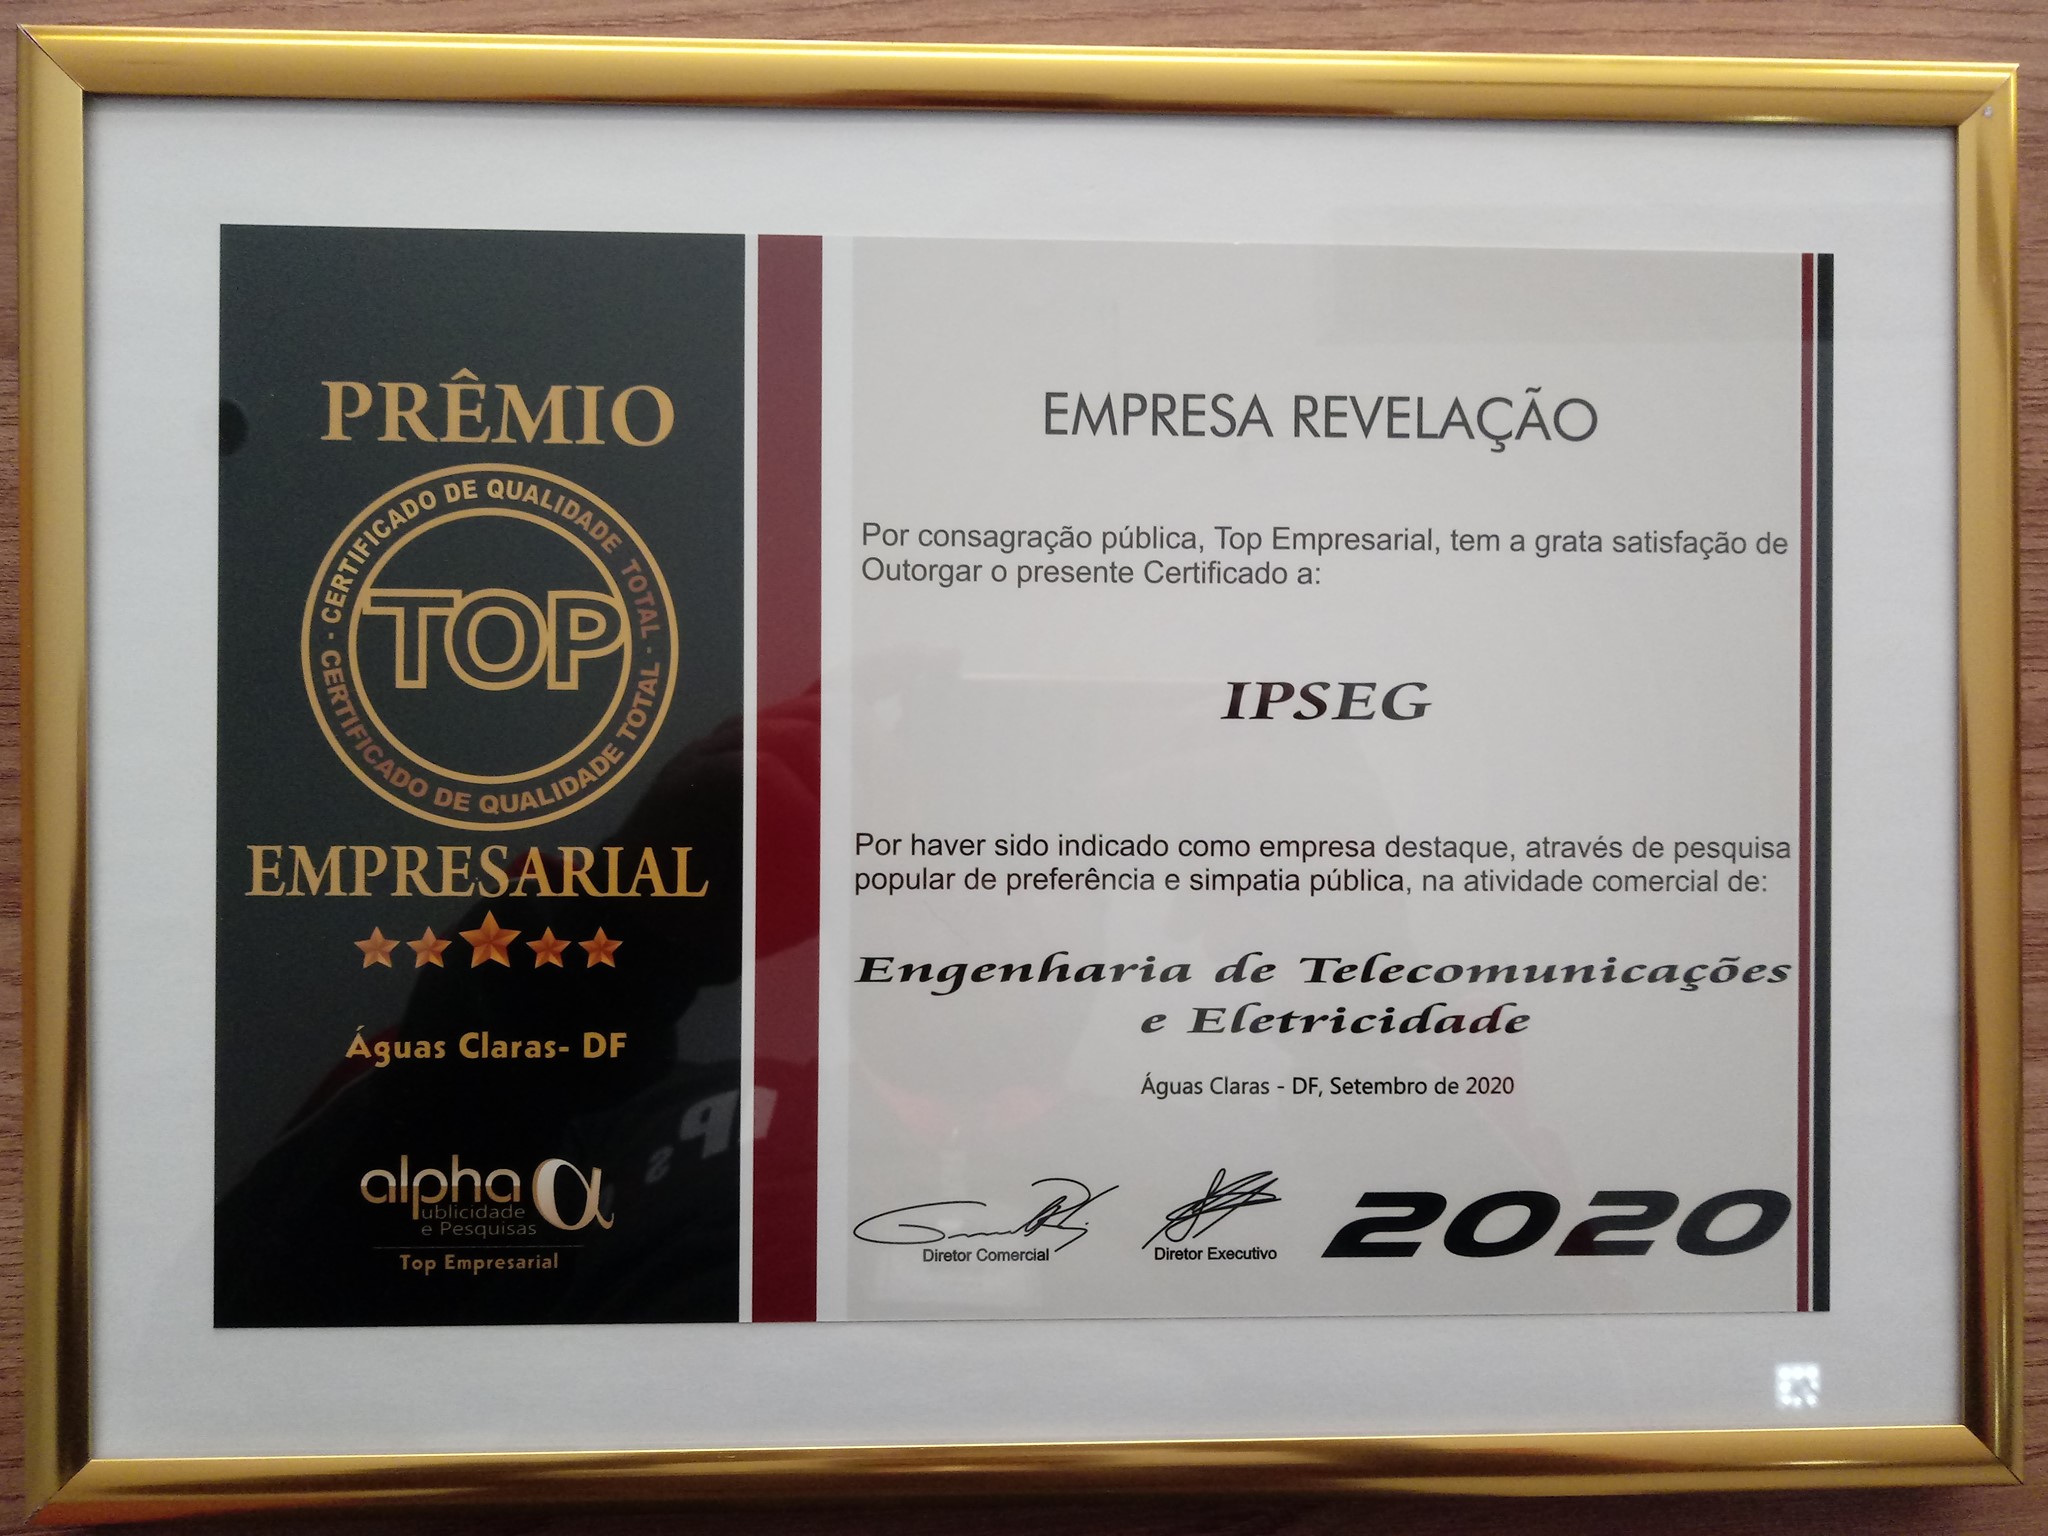 PRÊMIO
CERTIFICADO DE QUALIDADE TOTAL - CERTIFICADO DE QUALIDADE TOTAL -
TOP
EMPRESARIAL
Águas Claras- DF
alpha α
ublicidade
e Pesquisas
Top Empresarial
EMPRESA REVELAÇÃO
Por consagração pública, Top Empresarial, tem a grata satisfação de
Outorgar o presente Certificado a:
IPSEG
Por haver sido indicado como empresa destaque, através de pesquisa
popular de preferência e simpatia pública, na atividade comercial de:
Engenharia de Telecomunicações
e Eletricidade
Águas Claras - DF, Setembro de 2020
Diretor Comercial
Diretor Executivo
2020